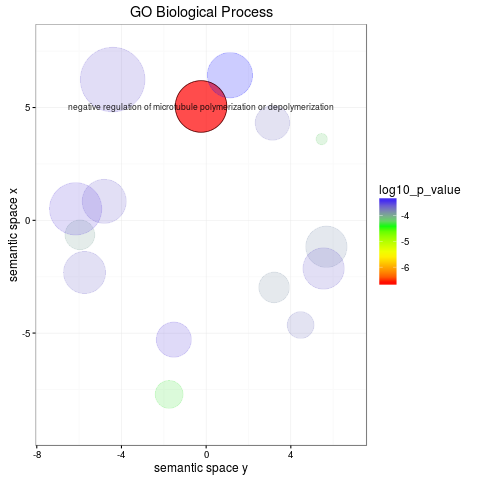 GO Biological Process
negative regulation of microtubule polymerization or depolymerization
5
0
-5
-8
-4
0
4
semantic space x
semantic space y
log10_p_value
-4
-5
-6